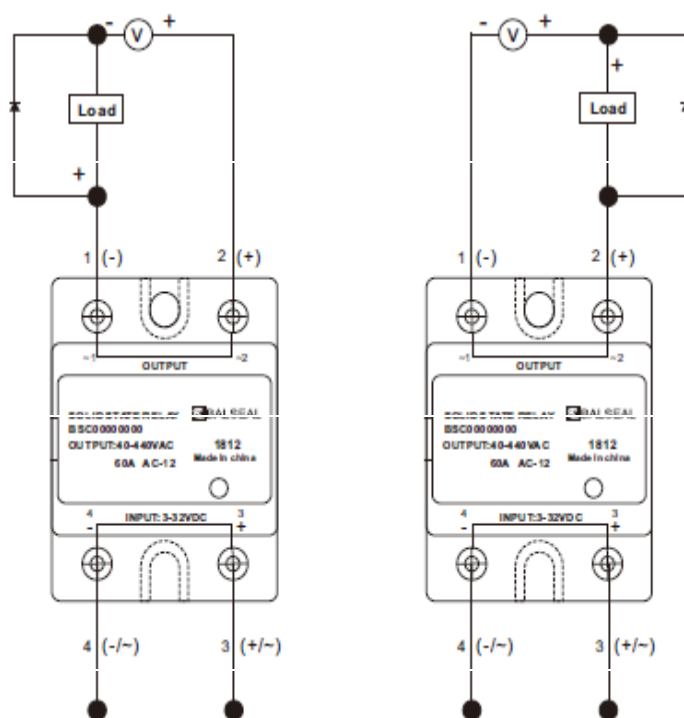 - V +
- V +
+
Load
Load
+
1 (-)
2 (+)
1 (-)
2 (+)
~1
~2
OUTPUT
~1
~2
OUTPUT
SOLID STATE RELAY
BALSEAL
BSC00000000
OUTPUT:40-440VAC
1812
60A AC-12
Made In china
SOLID STATE RELAY
BALSEAL
BSC00000000
OUTPUT:40-440VAC
1812
60A AC-12
Made In china
4
INPUT:3-32VDC
3
-
+
4
INPUT:3-32VDC
3
-
+
4 (-/~)
3 (+/~)
4 (-/~)
3 (+/~)